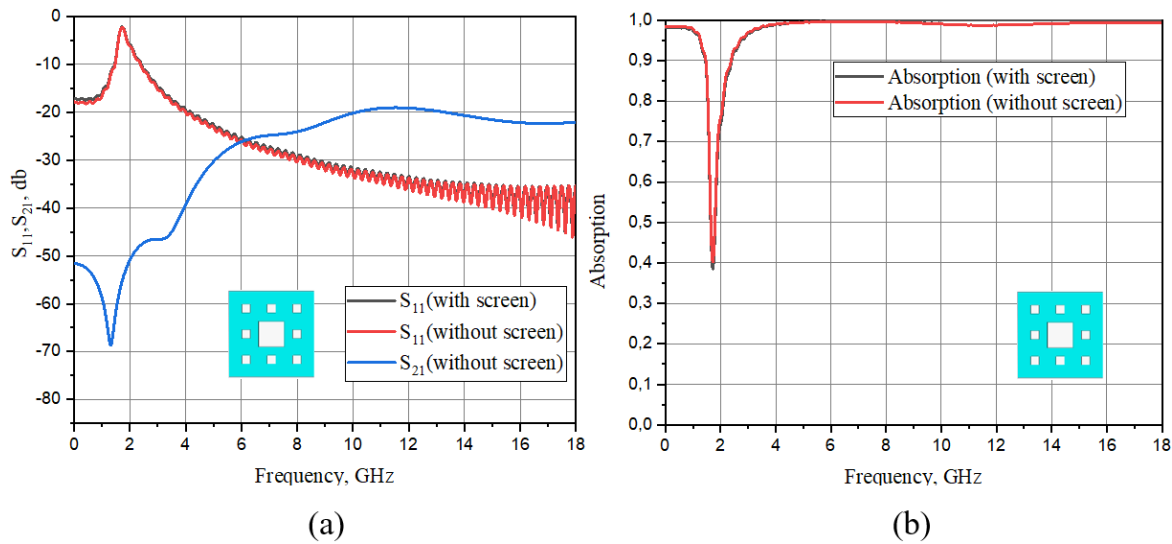 0
-10
-20
-30
-40
-50
-60
-70
-80
S₁₁,S₂₁, db
S₁₁(with screen)
S₁₁(without screen)
S₂₁(without screen)
0 2 4 6 8 10 12 14 16 18
Frequency, GHz
(a)
1,0
0,9
0,8
0,7
0,6
0,5
0,4
0,3
0,2
0,1
0,0
Absorption
Absorption (with screen)
Absorption (without screen)
0 2 4 6 8 10 12 14 16 18
Frequency, GHz
(b)